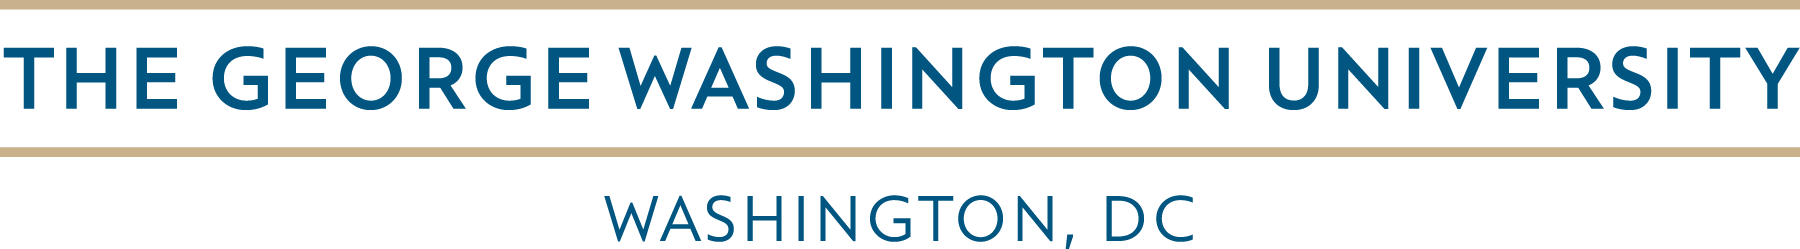 THE GEORGE WASHINGTON UNIVERSITY
WASHINGTON, DC